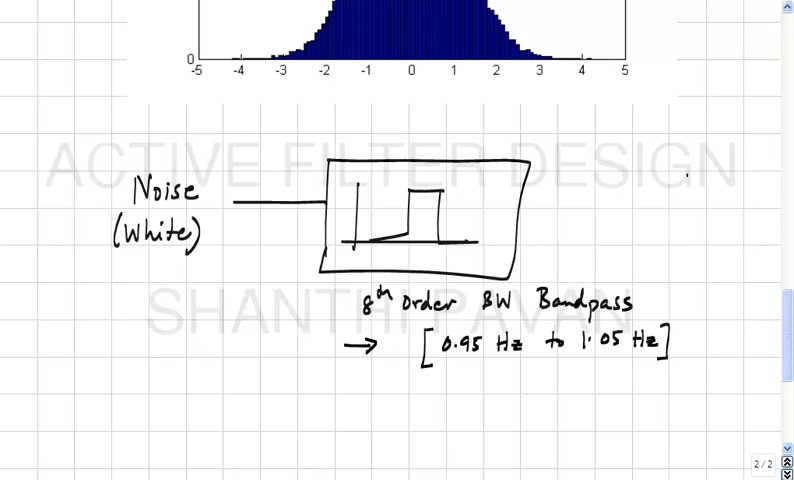 0
-5 -4 -3 -2 -1 0 1 2 3 4 5
ACTIVE FILTER DESIGN
Noise
(White)
SHANTHI PAVAN
8th Order BW Bandpass
→ [0.95 Hz to 1.05 Hz]
2 / 2